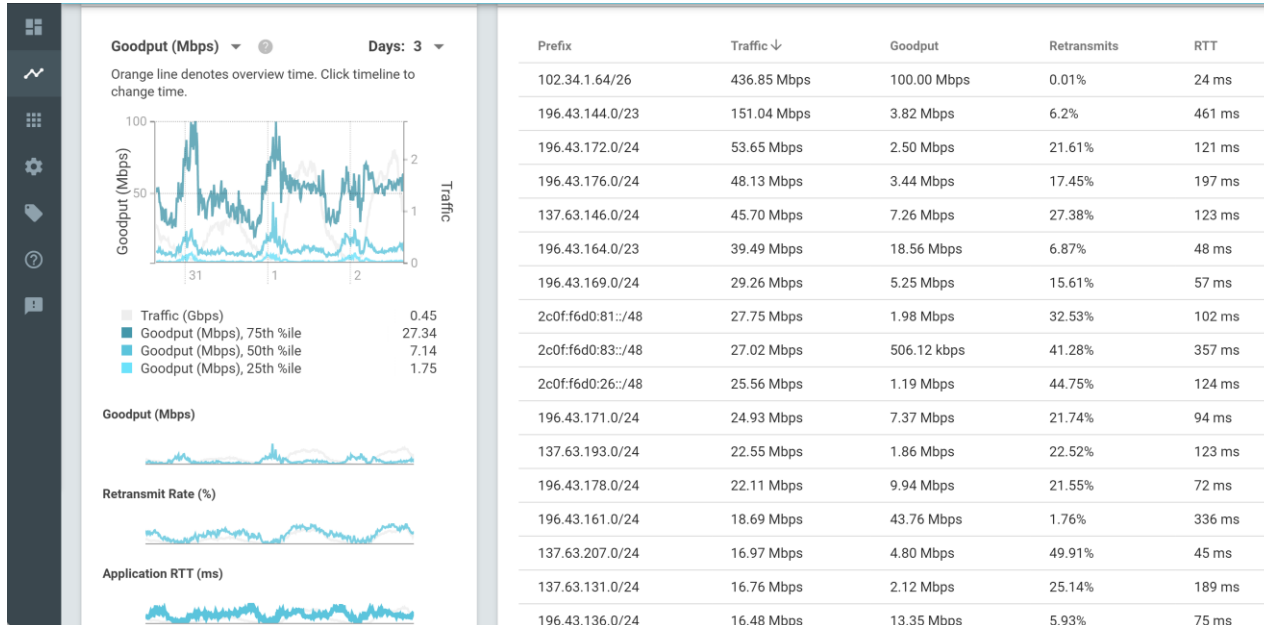 Goodput (Mbps) Days: 3
Orange line denotes overview time. Click timeline to
change time.
100
50
Goodput (Mbps)
2
1
0
Traffic
31 1 2
Traffic (Gbps) 0.45
Goodput (Mbps), 75th %ile 27.34
Goodput (Mbps), 50th %ile 7.14
Goodput (Mbps), 25th %ile 1.75
Goodput (Mbps)
Retransmit Rate (%)
Application RTT (ms)
Prefix Traffic Goodput Retransmits RTT
102.34.1.64/26 436.85 Mbps 100.00 Mbps 0.01% 24 ms
196.43.144.0/23 151.04 Mbps 3.82 Mbps 6.2% 461 ms
196.43.172.0/24 53.65 Mbps 2.50 Mbps 21.61% 121 ms
196.43.176.0/24 48.13 Mbps 3.44 Mbps 17.45% 197 ms
137.63.146.0/24 45.70 Mbps 7.26 Mbps 27.38% 123 ms
196.43.164.0/23 39.49 Mbps 18.56 Mbps 6.87% 48 ms
196.43.169.0/24 29.26 Mbps 5.25 Mbps 15.61% 57 ms
2c0f:f6d0:81::/48 27.75 Mbps 1.98 Mbps 32.53% 102 ms
2c0f:f6d0:83::/48 27.02 Mbps 506.12 kbps 41.28% 357 ms
2c0f:f6d0:26::/48 25.56 Mbps 1.19 Mbps 44.75% 124 ms
196.43.171.0/24 24.93 Mbps 7.37 Mbps 21.74% 94 ms
137.63.193.0/24 22.55 Mbps 1.86 Mbps 22.52% 123 ms
196.43.178.0/24 22.11 Mbps 9.94 Mbps 21.55% 72 ms
196.43.161.0/24 18.69 Mbps 43.76 Mbps 1.76% 336 ms
137.63.207.0/24 16.97 Mbps 4.80 Mbps 49.91% 45 ms
137.63.131.0/24 16.76 Mbps 2.12 Mbps 25.14% 189 ms
196.43.136.0/24 16.48 Mbps 13.35 Mbps 5.93% 75 ms